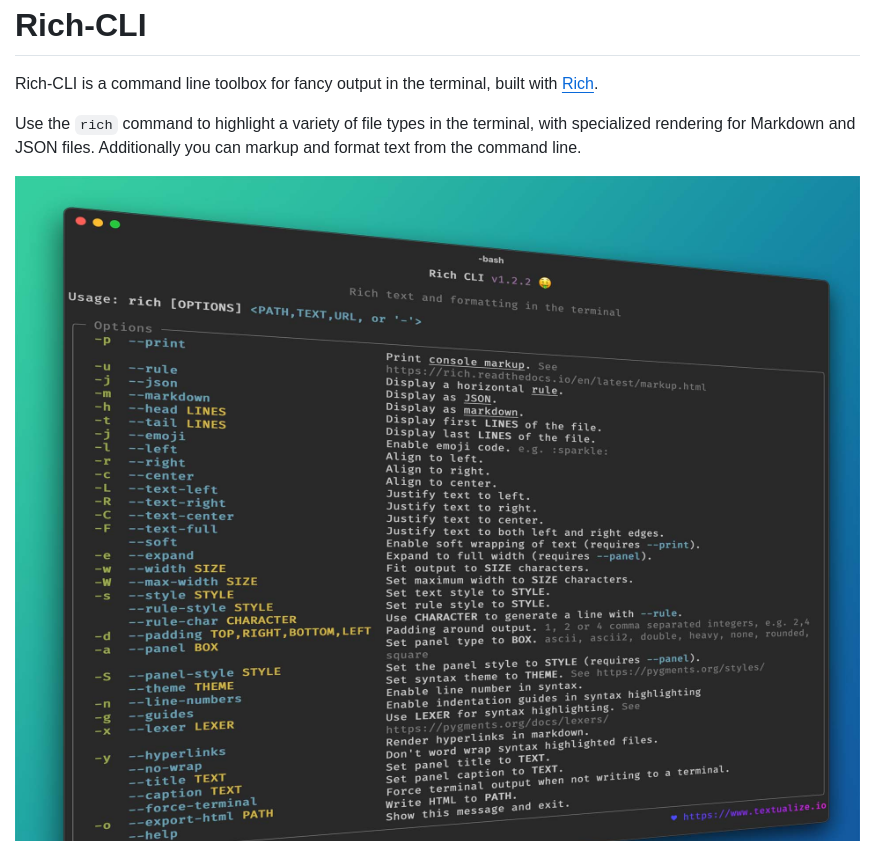 Rich-CLI
Rich-CLI is a command line toolbox for fancy output in the terminal, built with Rich.
Use the rich command to highlight a variety of file types in the terminal, with specialized rendering for Markdown and
JSON files. Additionally you can markup and format text from the command line.
-bash
Rich CLI v1.2.2 🤑
Rich text and formatting in the terminal
Usage: rich [OPTIONS] <PATH,TEXT,URL, or '-'>
Options
-p --print Print console markup. See
https://rich.readthedocs.io/en/latest/markup.html
-u --rule Display a horizontal rule.
-j --json Display as JSON.
-m --markdown Display as markdown.
-h --head LINES Display first LINES of the file.
-t --tail LINES Display last LINES of the file.
-j --emoji Enable emoji code. e.g. :sparkle:
-l --left Align to left.
-r --right Align to right.
-c --center Align to center.
-L --text-left Justify text to left.
-R --text-right Justify text to right.
-C --text-center Justify text to center.
-F --text-full Justify text to both left and right edges.
--soft Enable soft wrapping of text (requires --print).
-e --expand Expand to full width (requires --panel).
-w --width SIZE Fit output to SIZE characters.
-W --max-width SIZE Set maximum width to SIZE characters.
-s --style STYLE Set text style to STYLE.
--rule-style STYLE Set rule style to STYLE.
--rule-char CHARACTER Use CHARACTER to generate a line with --rule.
-d --padding TOP,RIGHT,BOTTOM,LEFT Padding around output. 1, 2 or 4 comma separated integers, e.g. 2,4
-a --panel BOX Set panel type to BOX. ascii, ascii2, double, heavy, none, rounded,
square
-S --panel-style STYLE Set the panel style to STYLE (requires --panel).
--theme THEME Set syntax theme to THEME. See https://pygments.org/styles/
-n --line-numbers Enable line number in syntax.
-g --guides Enable indentation guides in syntax highlighting
-x --lexer LEXER Use LEXER for syntax highlighting. See
https://pygments.org/docs/lexers/
-y --hyperlinks Render hyperlinks in markdown.
--no-wrap Don't word wrap syntax highlighted files.
--title TEXT Set panel title to TEXT.
--caption TEXT Set panel caption to TEXT.
--force-terminal Force terminal output when not writing to a terminal.
-o --export-html PATH Write HTML to PATH.
--help Show this message and exit.
♥ https://www.textualize.io